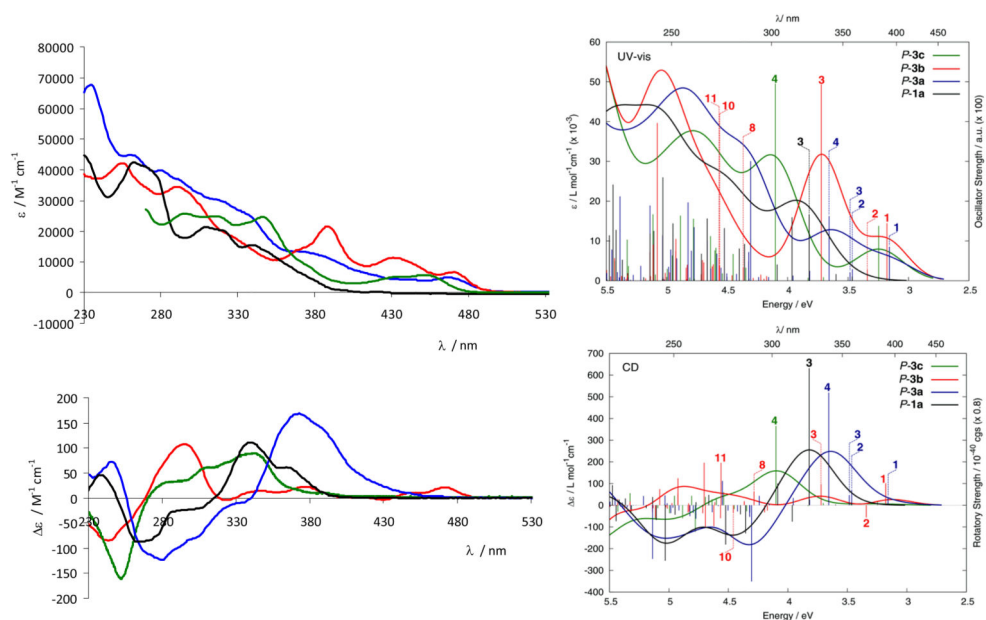 80000
70000
60000
50000
40000
30000
20000
10000
0
-10000
ε / M⁻¹ cm⁻¹
230 280 330 380 430 480 530
λ / nm
200
150
100
50
0
-50
-100
-150
-200
Δε / M⁻¹ cm⁻¹
230 280 330 380 430 480 530
λ / nm
λ/ nm
250 300 350 400 450
UV-vis
P-3c
P-3b
P-3a
P-1a
60
50
40
30
20
10
0
ε / L mol⁻¹cm⁻¹ (x 10⁻³)
Oscillator Strength / a.u. (x 100)
11 10 8 4 3 3 4 3 2 2 1 1
5.5 5 4.5 4 3.5 3 2.5
Energy / eV
λ/ nm
250 300 350 400 450
CD
P-3c
P-3b
P-3a
P-1a
700
600
500
400
300
200
100
0
-100
-200
-300
-400
Δε / L mol⁻¹cm⁻¹
Rotatory Strength / 10⁻⁴⁰ cgs (x 0.8)
3
4
4 3 3
2
11 8 1 1
2
10
5.5 5 4.5 4 3.5 3 2.5
Energy / eV